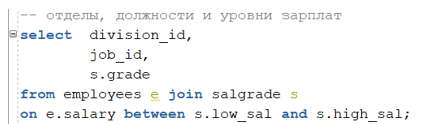 -- отделы, должности и уровни зарплат
select division_id,
job_id,
s.grade
from employees e join salgrade s
on e.salary between s.low_sal and s.high_sal;